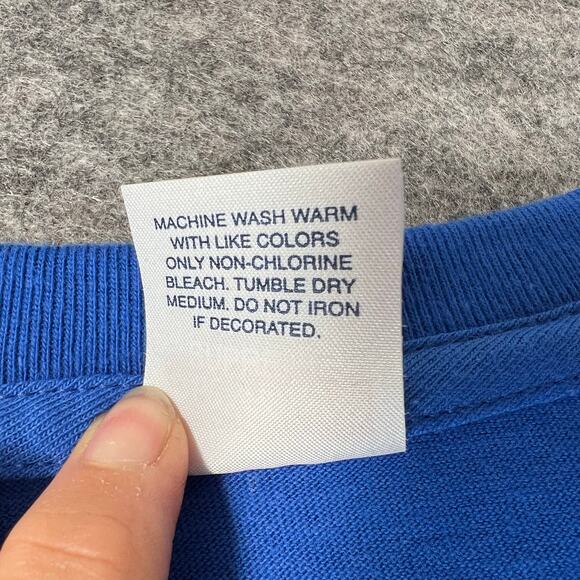 MACHINE WASH WARM
WITH LIKE COLORS
ONLY NON-CHLORINE
BLEACH. TUMBLE DRY
MEDIUM. DO NOT IRON
IF DECORATED.